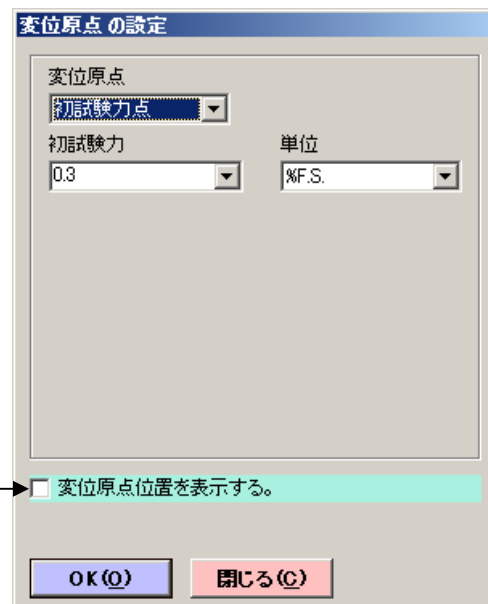 変位原点 の設定
変位原点
初試験力点
初試験力 単位
0.3 %F.S.
変位原点位置を表示する。
OK(O) 閉じる(C)